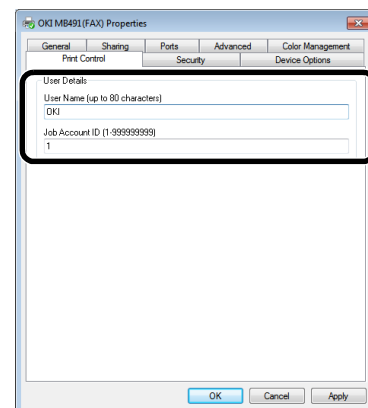 OKI MB491(FAX) Properties
General Sharing Ports Advanced Color Management
Print Control Security Device Options
User Details
User Name (up to 80 characters)
OKI
Job Account ID (1-999999999)
1
OK Cancel Apply